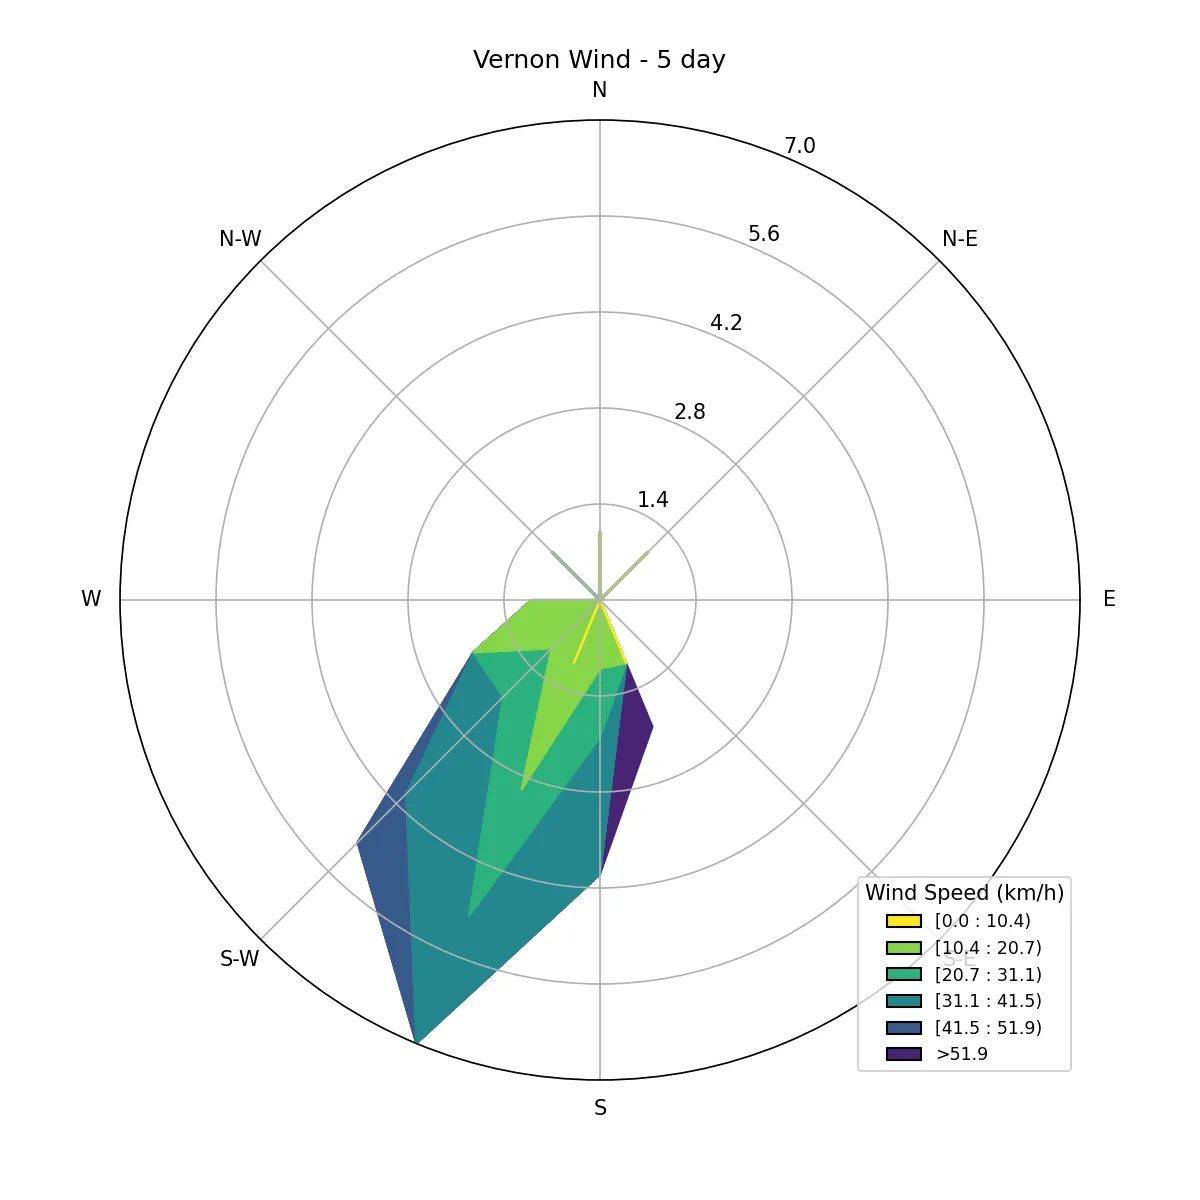 Vernon Wind - 5 day
N
7.0
5.6
N-W
N-E
4.2
2.8
1.4
W
E
S-W
S-E
S
Wind Speed (km/h)
[0.0 : 10.4)
[10.4 : 20.7)
[20.7 : 31.1)
[31.1 : 41.5)
[41.5 : 51.9)
>51.9